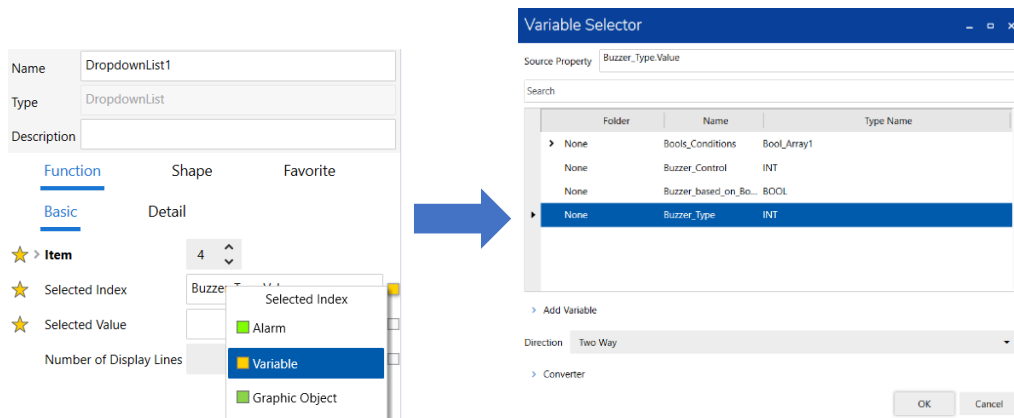 Name DropdownList1
Type DropdownList
Description
Function Shape Favorite
Basic Detail
Item 4
Selected Index
Selected Value
Number of Display Lines
Selected Index
Alarm
Variable
Graphic Object
Variable Selector
Source Property Buzzer_Type.Value
Search
Folder Name Type Name
None Bools_Conditions Bool_Array1
None Buzzer_Control INT
None Buzzer_based_on_Bo... BOOL
None Buzzer_Type INT
Add Variable
Direction Two Way
Converter
OK Cancel